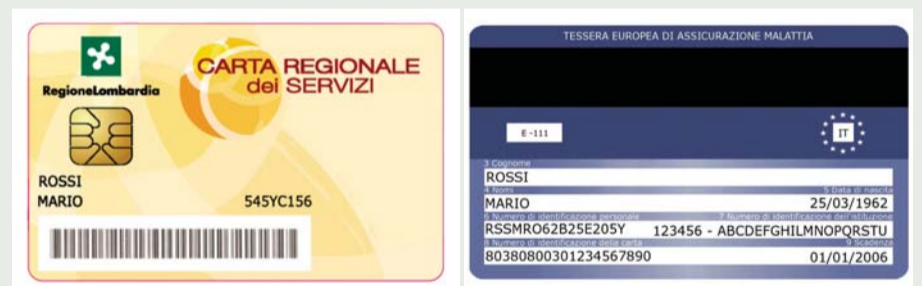 RegioneLombardia
CARTA REGIONALE
dei SERVIZI
ROSSI
MARIO 545YC156
TESSERA EUROPEA DI ASSICURAZIONE MALATTIA
E-111 IT
3 Cognome
ROSSI
4 Nomi 5 Data di nascita
MARIO 25/03/1962
6 Numero di identificazione personale 7 Numero di identificazione dell'istituzione
RSSMRO62B25E205Y 123456 - ABCDEFGHILMNOPQRSTU
8 Numero di identificazione della carta 9 Scadenza
80380800301234567890 01/01/2006